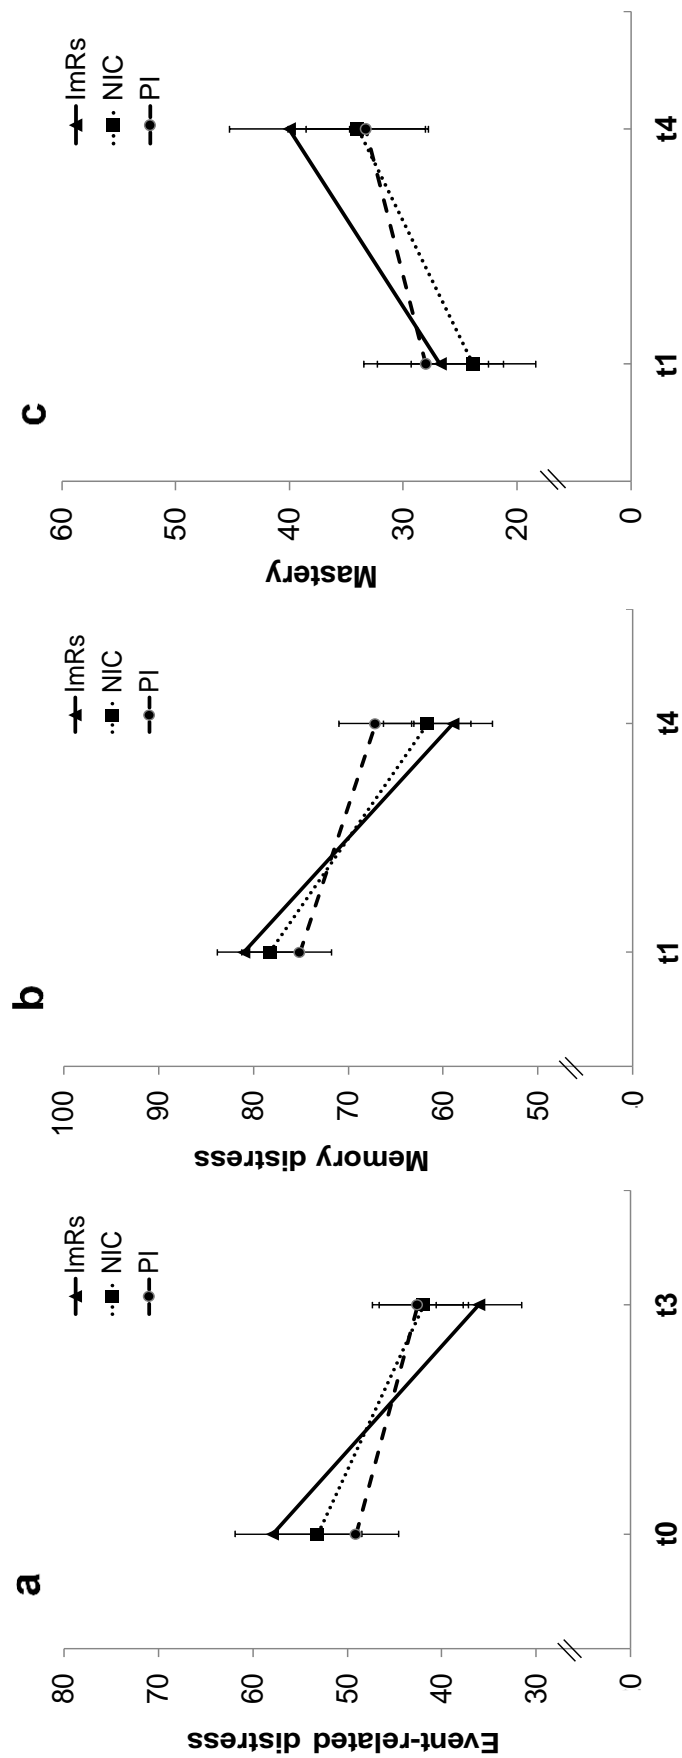 a
Event-related distress
80
70
60
50
40
30
0
t0
t3
ImRs
NIC
PI
b
Memory distress
100
90
80
70
60
50
0
t1
t4
ImRs
NIC
PI
c
Mastery
60
50
40
30
20
0
t1
t4
ImRs
NIC
PI